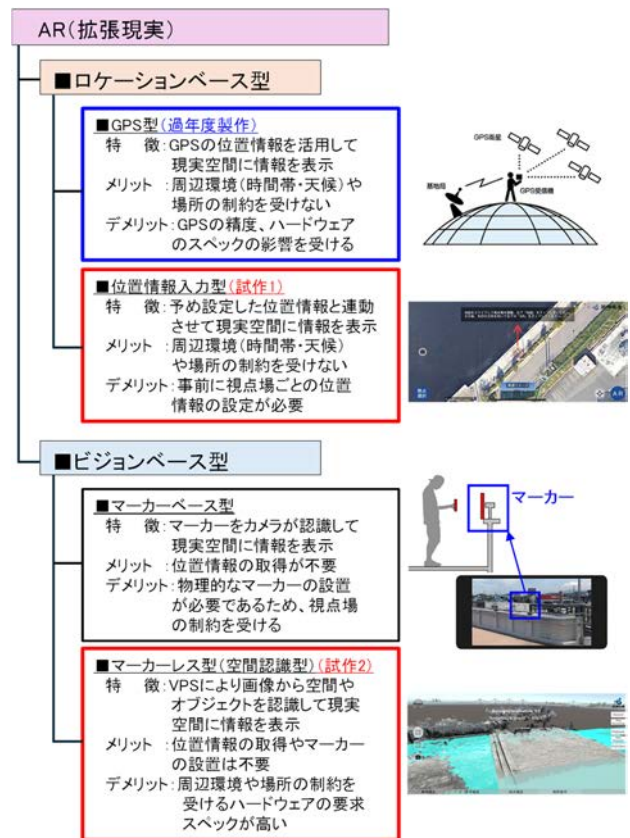 AR(拡張現実)
■ロケーションベース型
■GPS型(過年度製作)
特　徴:GPSの位置情報を活用して
現実空間に情報を表示
メリット:周辺環境(時間帯・天候)や
場所の制約を受けない
デメリット:GPSの精度、ハードウェア
のスペックの影響を受ける
GPS衛星
基地局
GPS受信機
■位置情報入力型(試作1)
特　徴:予め設定した位置情報と連動
させて現実空間に情報を表示
メリット:周辺環境(時間帯・天候)
や場所の制約を受けない
デメリット:事前に視点場ごとの位置
情報の設定が必要
AR
■ビジョンベース型
■マーカーベース型
特　徴:マーカーをカメラが認識して
現実空間に情報を表示
メリット:位置情報の取得が不要
デメリット:物理的なマーカーの設置
が必要であるため、視点場
の制約を受ける
マーカー
■マーカーレス型(空間認識型)(試作2)
特　徴:VPSにより画像から空間や
オブジェクトを認識して現実
空間に情報を表示
メリット:位置情報の取得やマーカー
の設置は不要
デメリット:周辺環境や場所の制約を
受けるハードウェアの要求
スペックが高い